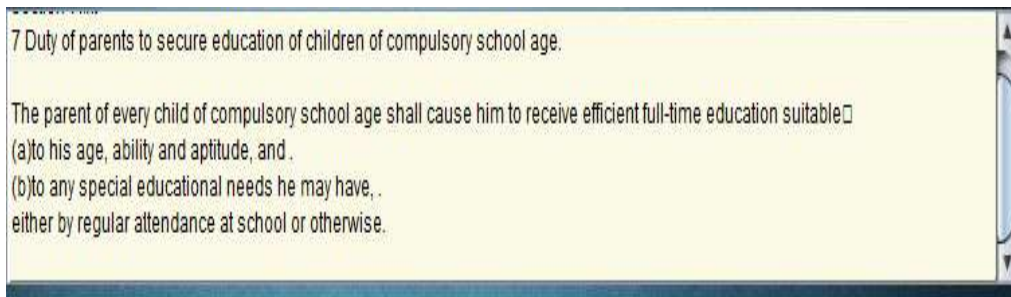 7 Duty of parents to secure education of children of compulsory school age.
The parent of every child of compulsory school age shall cause him to receive efficient full-time education suitable□
(a)to his age, ability and aptitude, and .
(b)to any special educational needs he may have, .
either by regular attendance at school or otherwise.